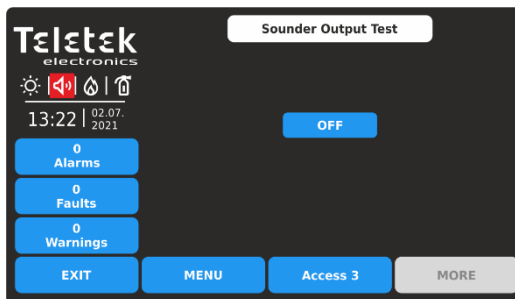 Teletek
electronics
Sounder Output Test
13:22 02.07.
2021
OFF
0
Alarms
0
Faults
0
Warnings
EXIT
MENU
Access 3
MORE